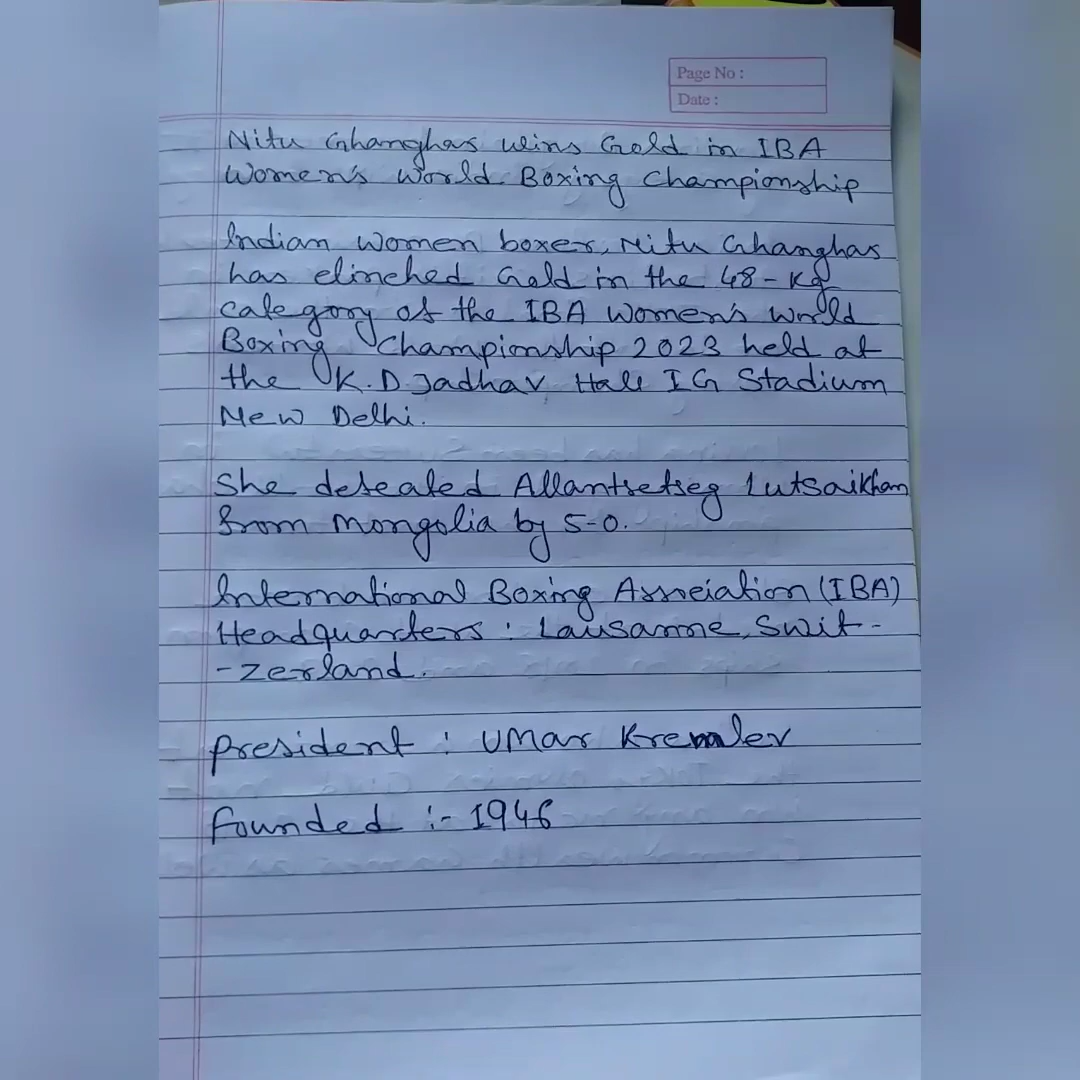 Page No :
Date :
Nitu Ghanghas wins Gold in IBA
Women's World Boxing Championship
Indian women boxer, Nitu Ghanghas
has clinched Gold in the 48-Kg
category of the IBA Women's World
Boxing Championship 2023 held at
the K.D. Jadhav Hall IG Stadium
New Delhi.
She defeated Allantsetseg Lutsaikhan
from Mongolia by 5-0.
International Boxing Association (IBA)
Headquarters : Lausanne, Swit-
-zerland.
President : Umar Kremlev
Founded :- 1946